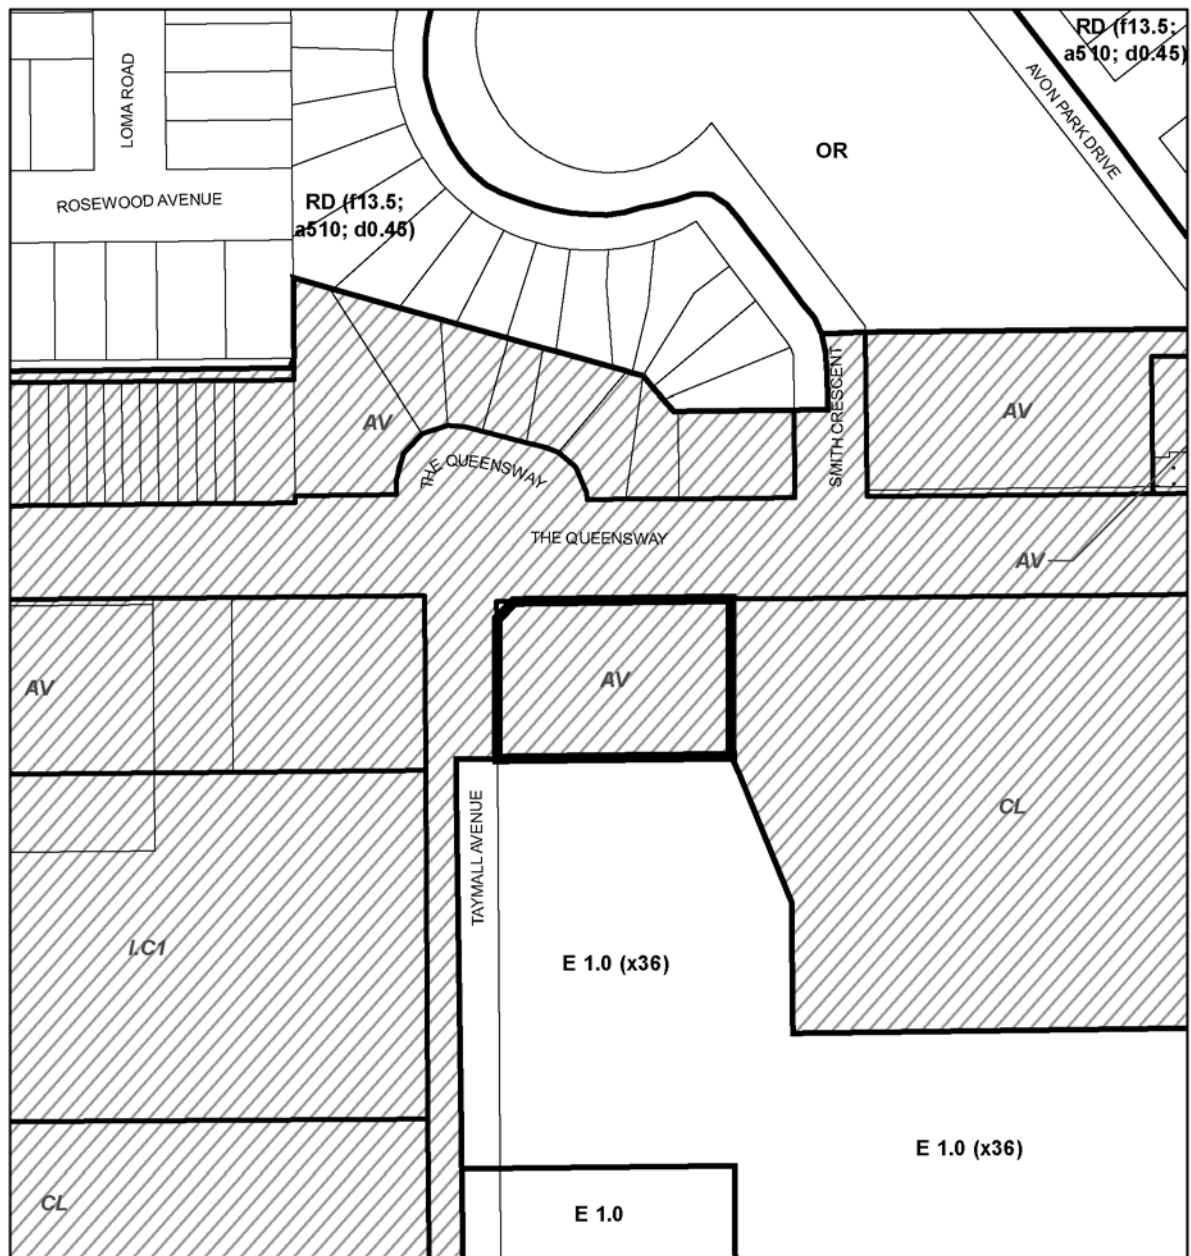 RD (f13.5;
a510; d0.45)
LOMA ROAD
AVON PARK DRIVE
OR
ROSEWOOD AVENUE
RD (f13.5;
a510; d0.45)
SMITH CRESCENT
AV
AV
THE QUEENSWAY
THE QUEENSWAY
AV
AV
AV
CL
TAYMALL AVENUE
I.C1
E 1.0 (x36)
E 1.0 (x36)
CL
E 1.0